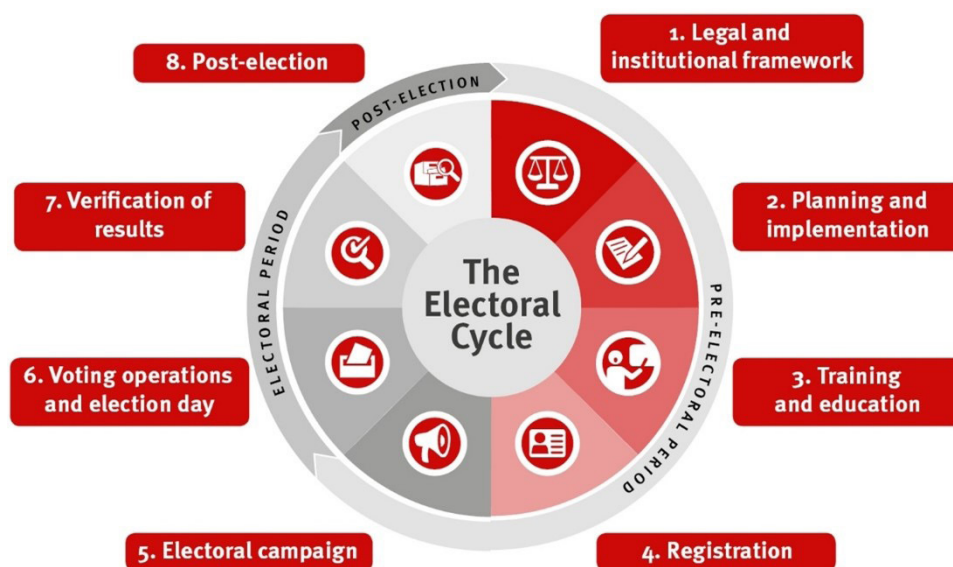 1. Legal and
institutional framework
2. Planning and
implementation
3. Training
and education
4. Registration
5. Electoral campaign
6. Voting operations
and election day
7. Verification of
results
8. Post-election
PRE-ELECTORAL PERIOD
ELECTORAL PERIOD
POST-ELECTION
The
Electoral
Cycle